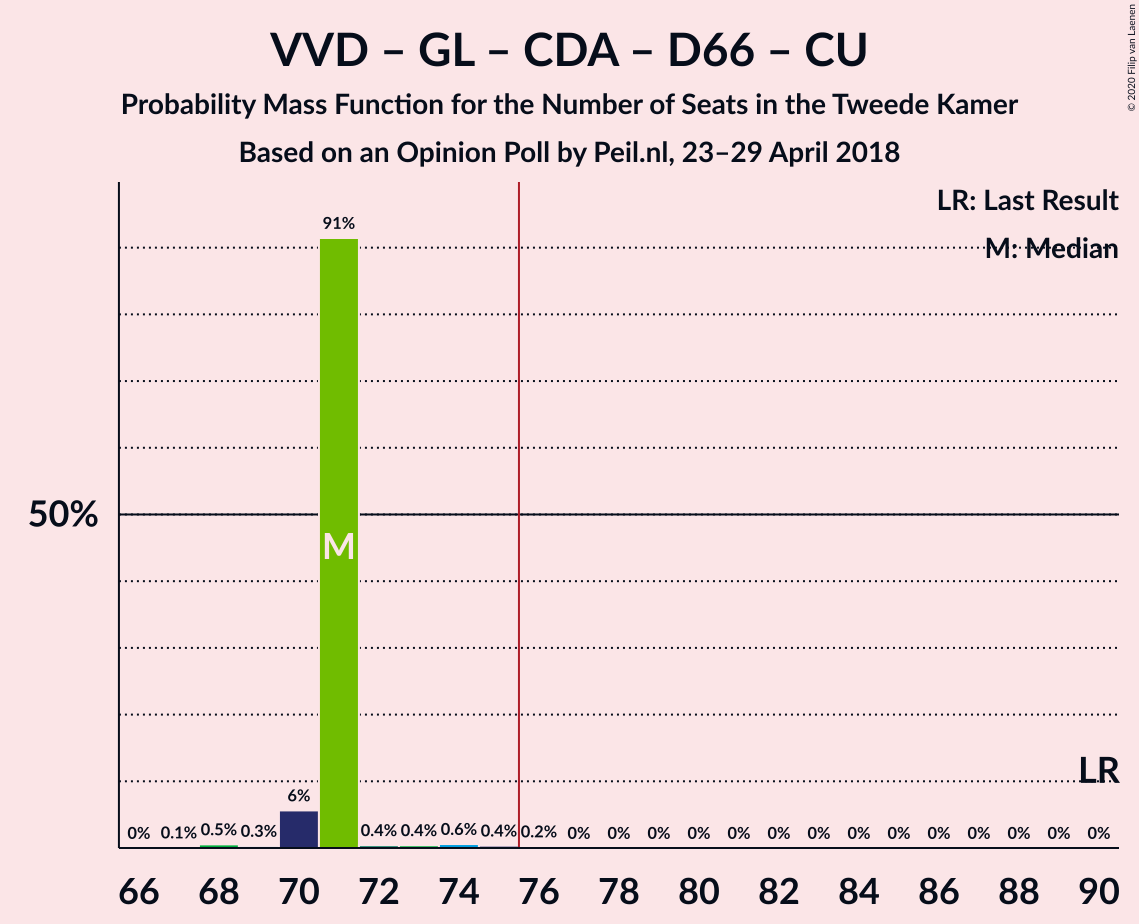 VVD – GL – CDA – D66 – CU
Probability Mass Function for the Number of Seats in the Tweede Kamer
Based on an Opinion Poll by Peil.nl, 23–29 April 2018
© 2020 Filip van Laenen
LR: Last Result
M: Median
91%
50%
M
LR
6%
0% 0.1% 0.5% 0.3% 0.4% 0.4% 0.6% 0.4% 0.2% 0% 0% 0% 0% 0% 0% 0% 0% 0% 0% 0% 0% 0% 0%
66 68 70 72 74 76 78 80 82 84 86 88 90